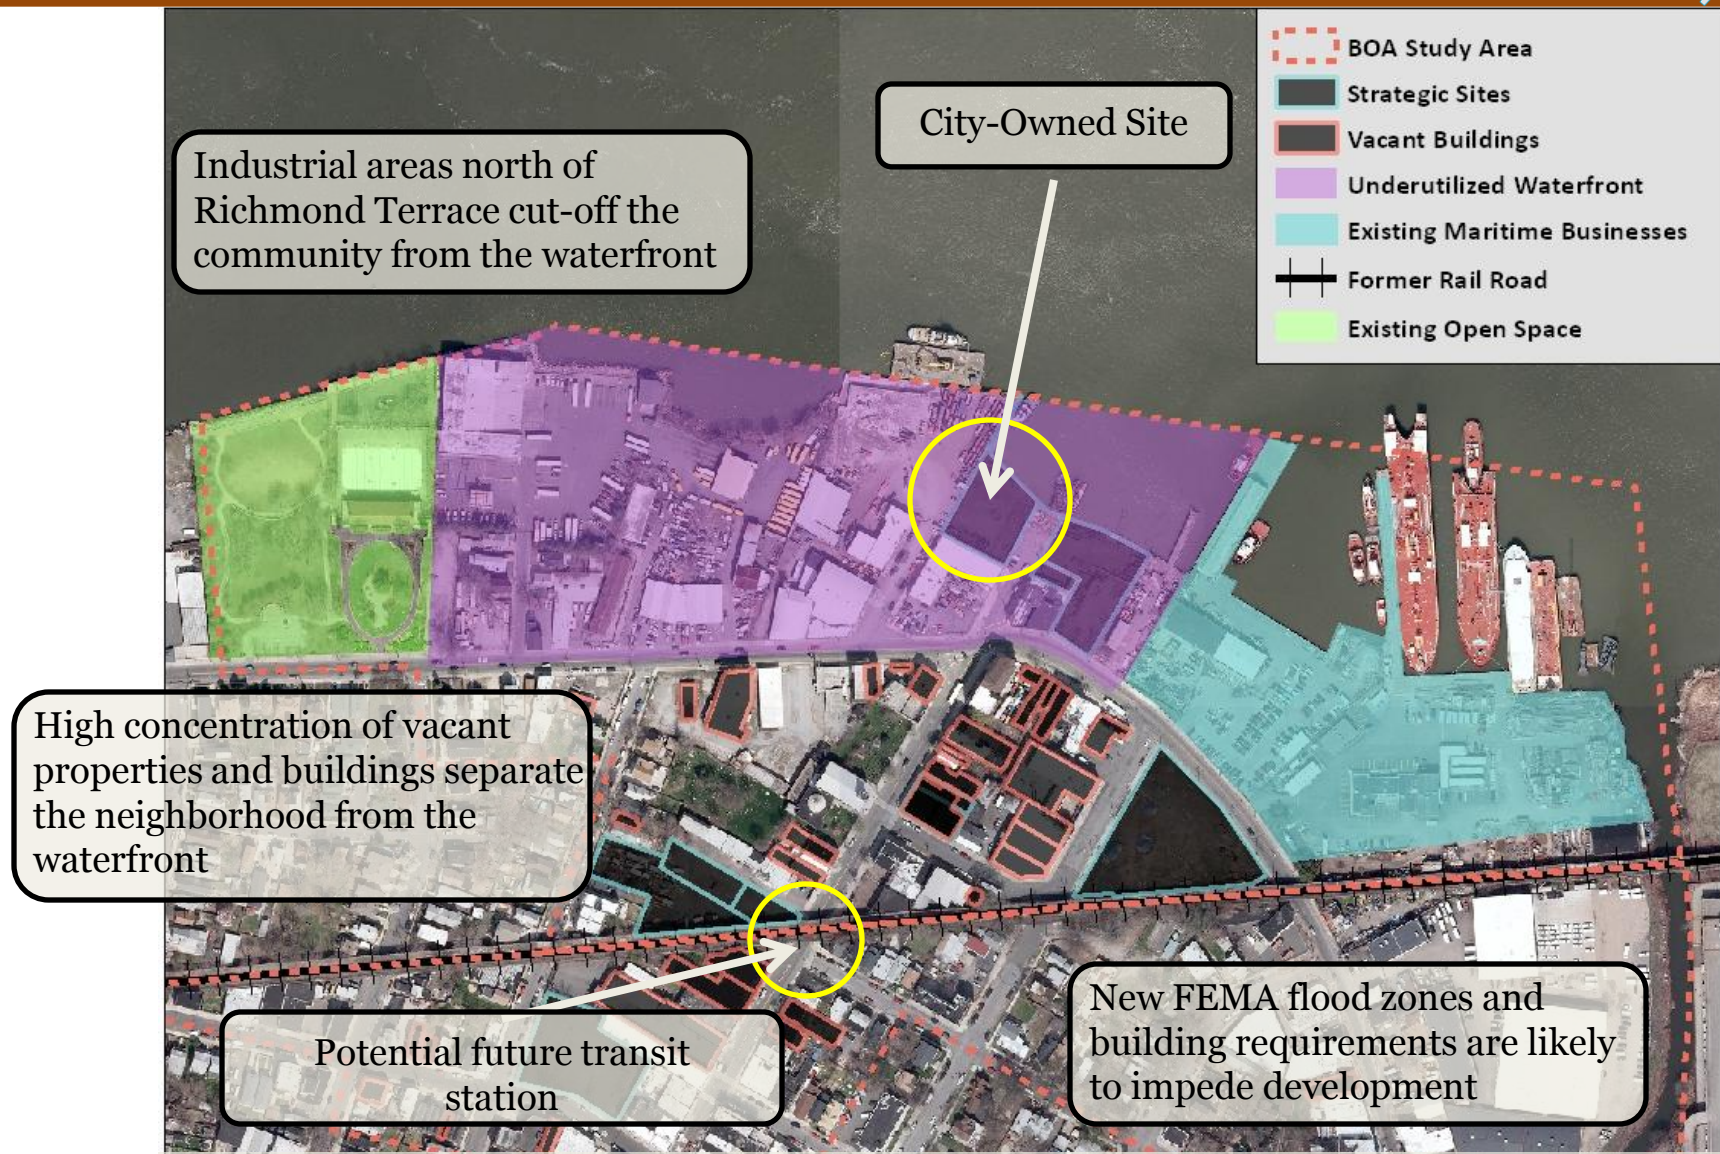 BOA Study Area
Strategic Sites
Vacant Buildings
Underutilized Waterfront
Existing Maritime Businesses
Former Rail Road
Existing Open Space
City-Owned Site
Industrial areas north of
Richmond Terrace cut-off the
community from the waterfront
High concentration of vacant
properties and buildings separate
the neighborhood from the
waterfront
Potential future transit
station
New FEMA flood zones and
building requirements are likely
to impede development